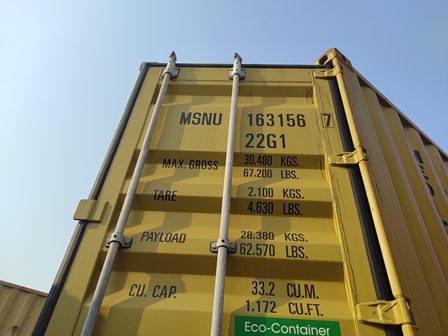 MSNU 163156 7
22G1
MAX. GROSS 30.480 KGS.
67.200 LBS.
TARE 2.100 KGS.
4.630 LBS.
PAYLOAD 28.380 KGS.
62.570 LBS.
CU. CAP. 33.2 CU.M.
1.172 CU.FT.
Eco-Container